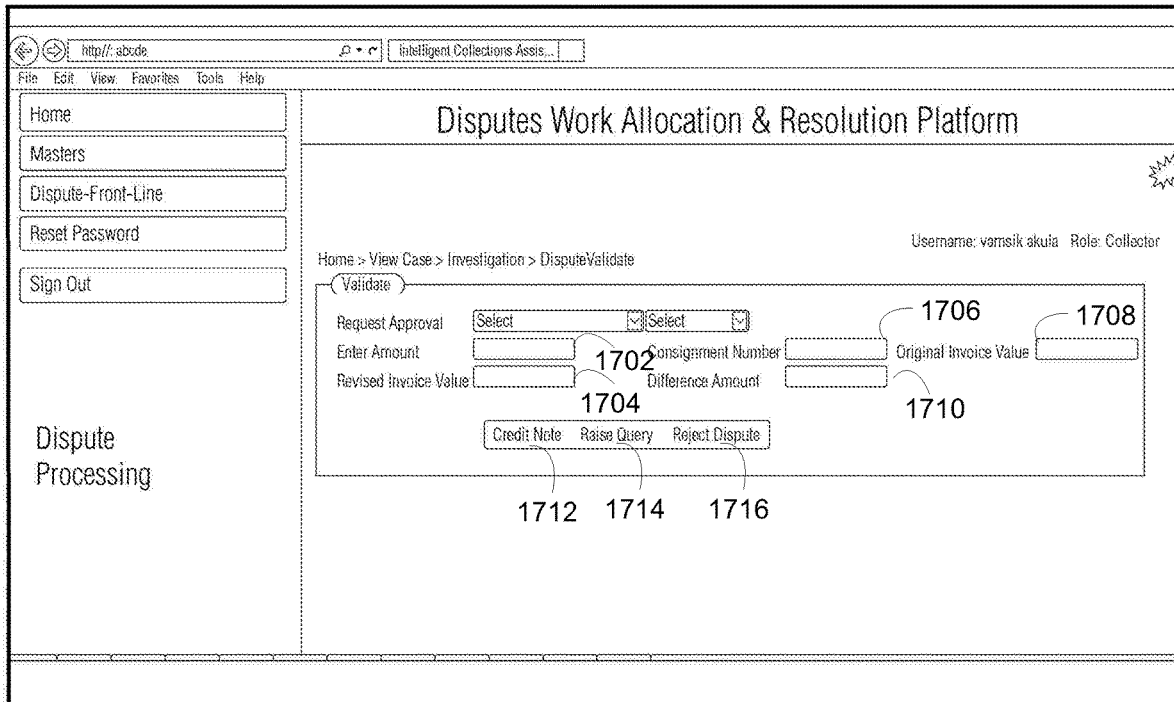 http//: abcde
Intelligent Collections Assis...
File Edit View Favorites Tools Help
Home
Masters
Dispute-Front-Line
Reset Password
Sign Out
Dispute
Processing
Disputes Work Allocation & Resolution Platform
Username: vamsik akula Role: Collector
Home > View Case > Investigation > DisputeValidate
Validate
Request Approval Select Select
Enter Amount 1702 Consignment Number 1706 Original Invoice Value 1708
Revised Invoice Value 1704 Difference Amount 1710
Credit Note Raise Query Reject Dispute
1712 1714 1716